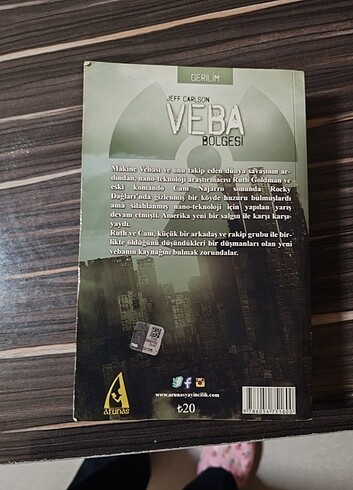 GERİLİM
JEFF CARLSON
VEBA
BÖLGESİ
Makine Vebası ve onu takip eden dünya savaşının ar-
dından, nano-teknoloji araştırmacısı Ruth Goldman ve
eski komando Cam Najarro sonunda Rocky
Dağları'nda gizlenmiş bir köyde huzuru bulmuşlardı
ama silahlanmış nano-teknoloji için yapılan yarış
devam etmişti. Amerika yeni bir salgın ile karşı karşı-
yaydı.
Ruth ve Cam, küçük bir arkadaş ve rakip grubu ile bir-
likte öldüğünü düşündükleri bir düşmanları olan yeni
vebanın kaynağını bulmak zorundalar.
ARUNAS
www.arunasyayincilik.com
₺20